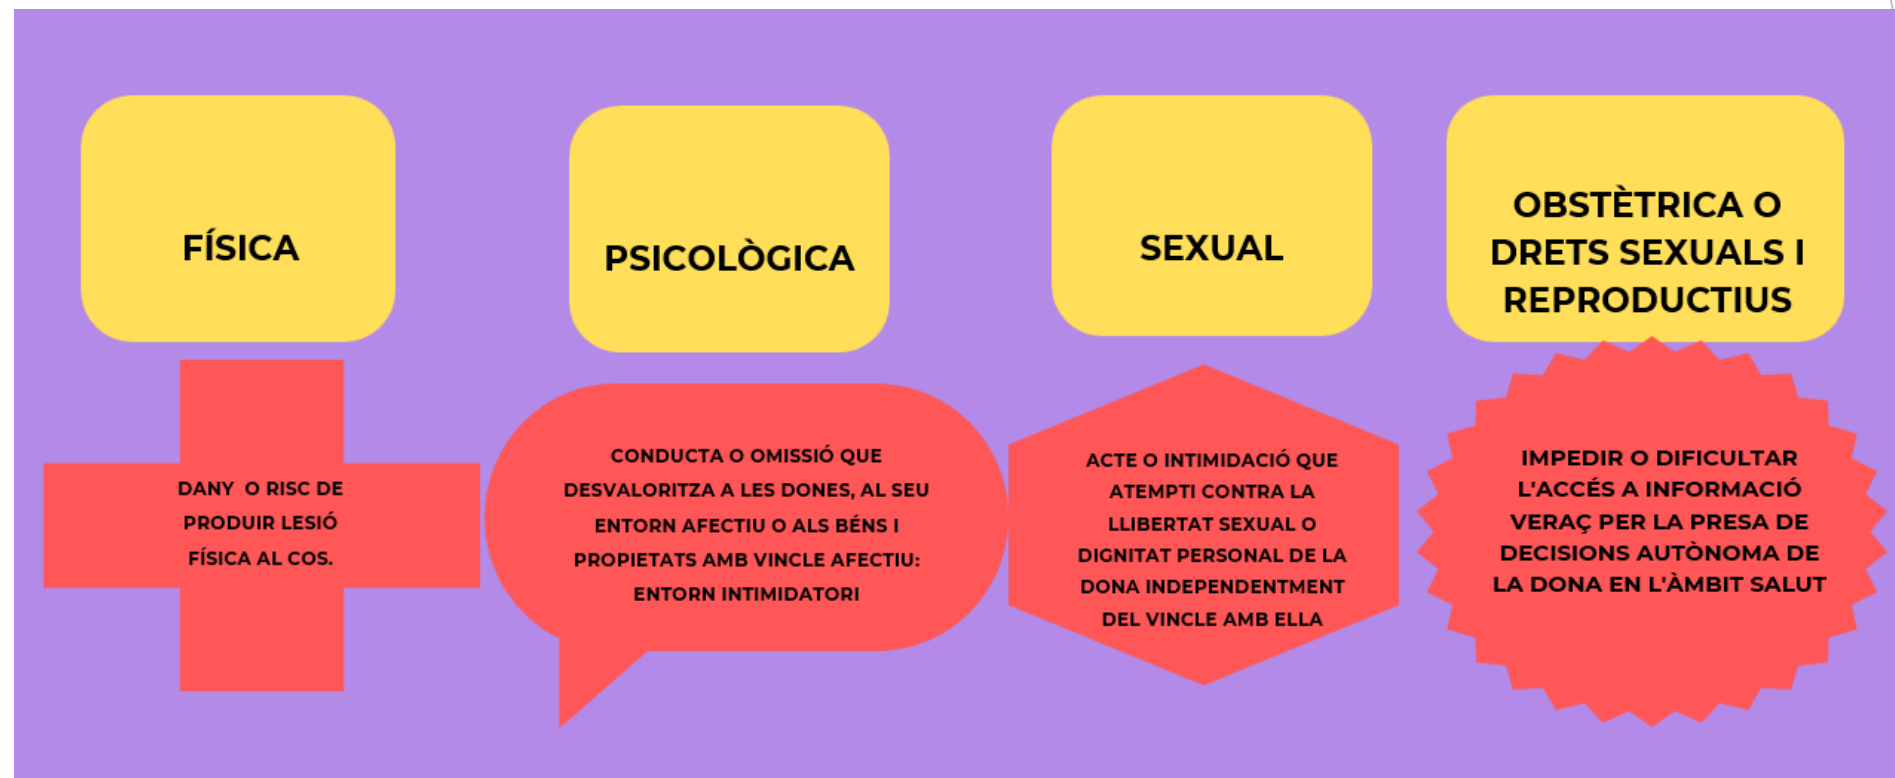 FÍSICA
DANY O RISC DE
PRODUIR LESIÓ
FÍSICA AL COS.
PSICOLÒGICA
CONDUCTA O OMISSIÓ QUE
DESVALORITZA A LES DONES, AL SEU
ENTORN AFECTIU O ALS BÉNS I
PROPIETATS AMB VINCLE AFECTIU:
ENTORN INTIMIDATORI
SEXUAL
ACTE O INTIMIDACIÓ QUE
ATEMPTI CONTRA LA
LLIBERTAT SEXUAL O
DIGNITAT PERSONAL DE LA
DONA INDEPENDENTMENT
DEL VINCLE AMB ELLA
OBSTÈTRICA O
DRETS SEXUALS I
REPRODUCTIUS
IMPEDIR O DIFICULTAR
L'ACCÉS A INFORMACIÓ
VERAÇ PER LA PRESA DE
DECISIONS AUTÒNOMA DE
LA DONA EN L'ÀMBIT SALUT